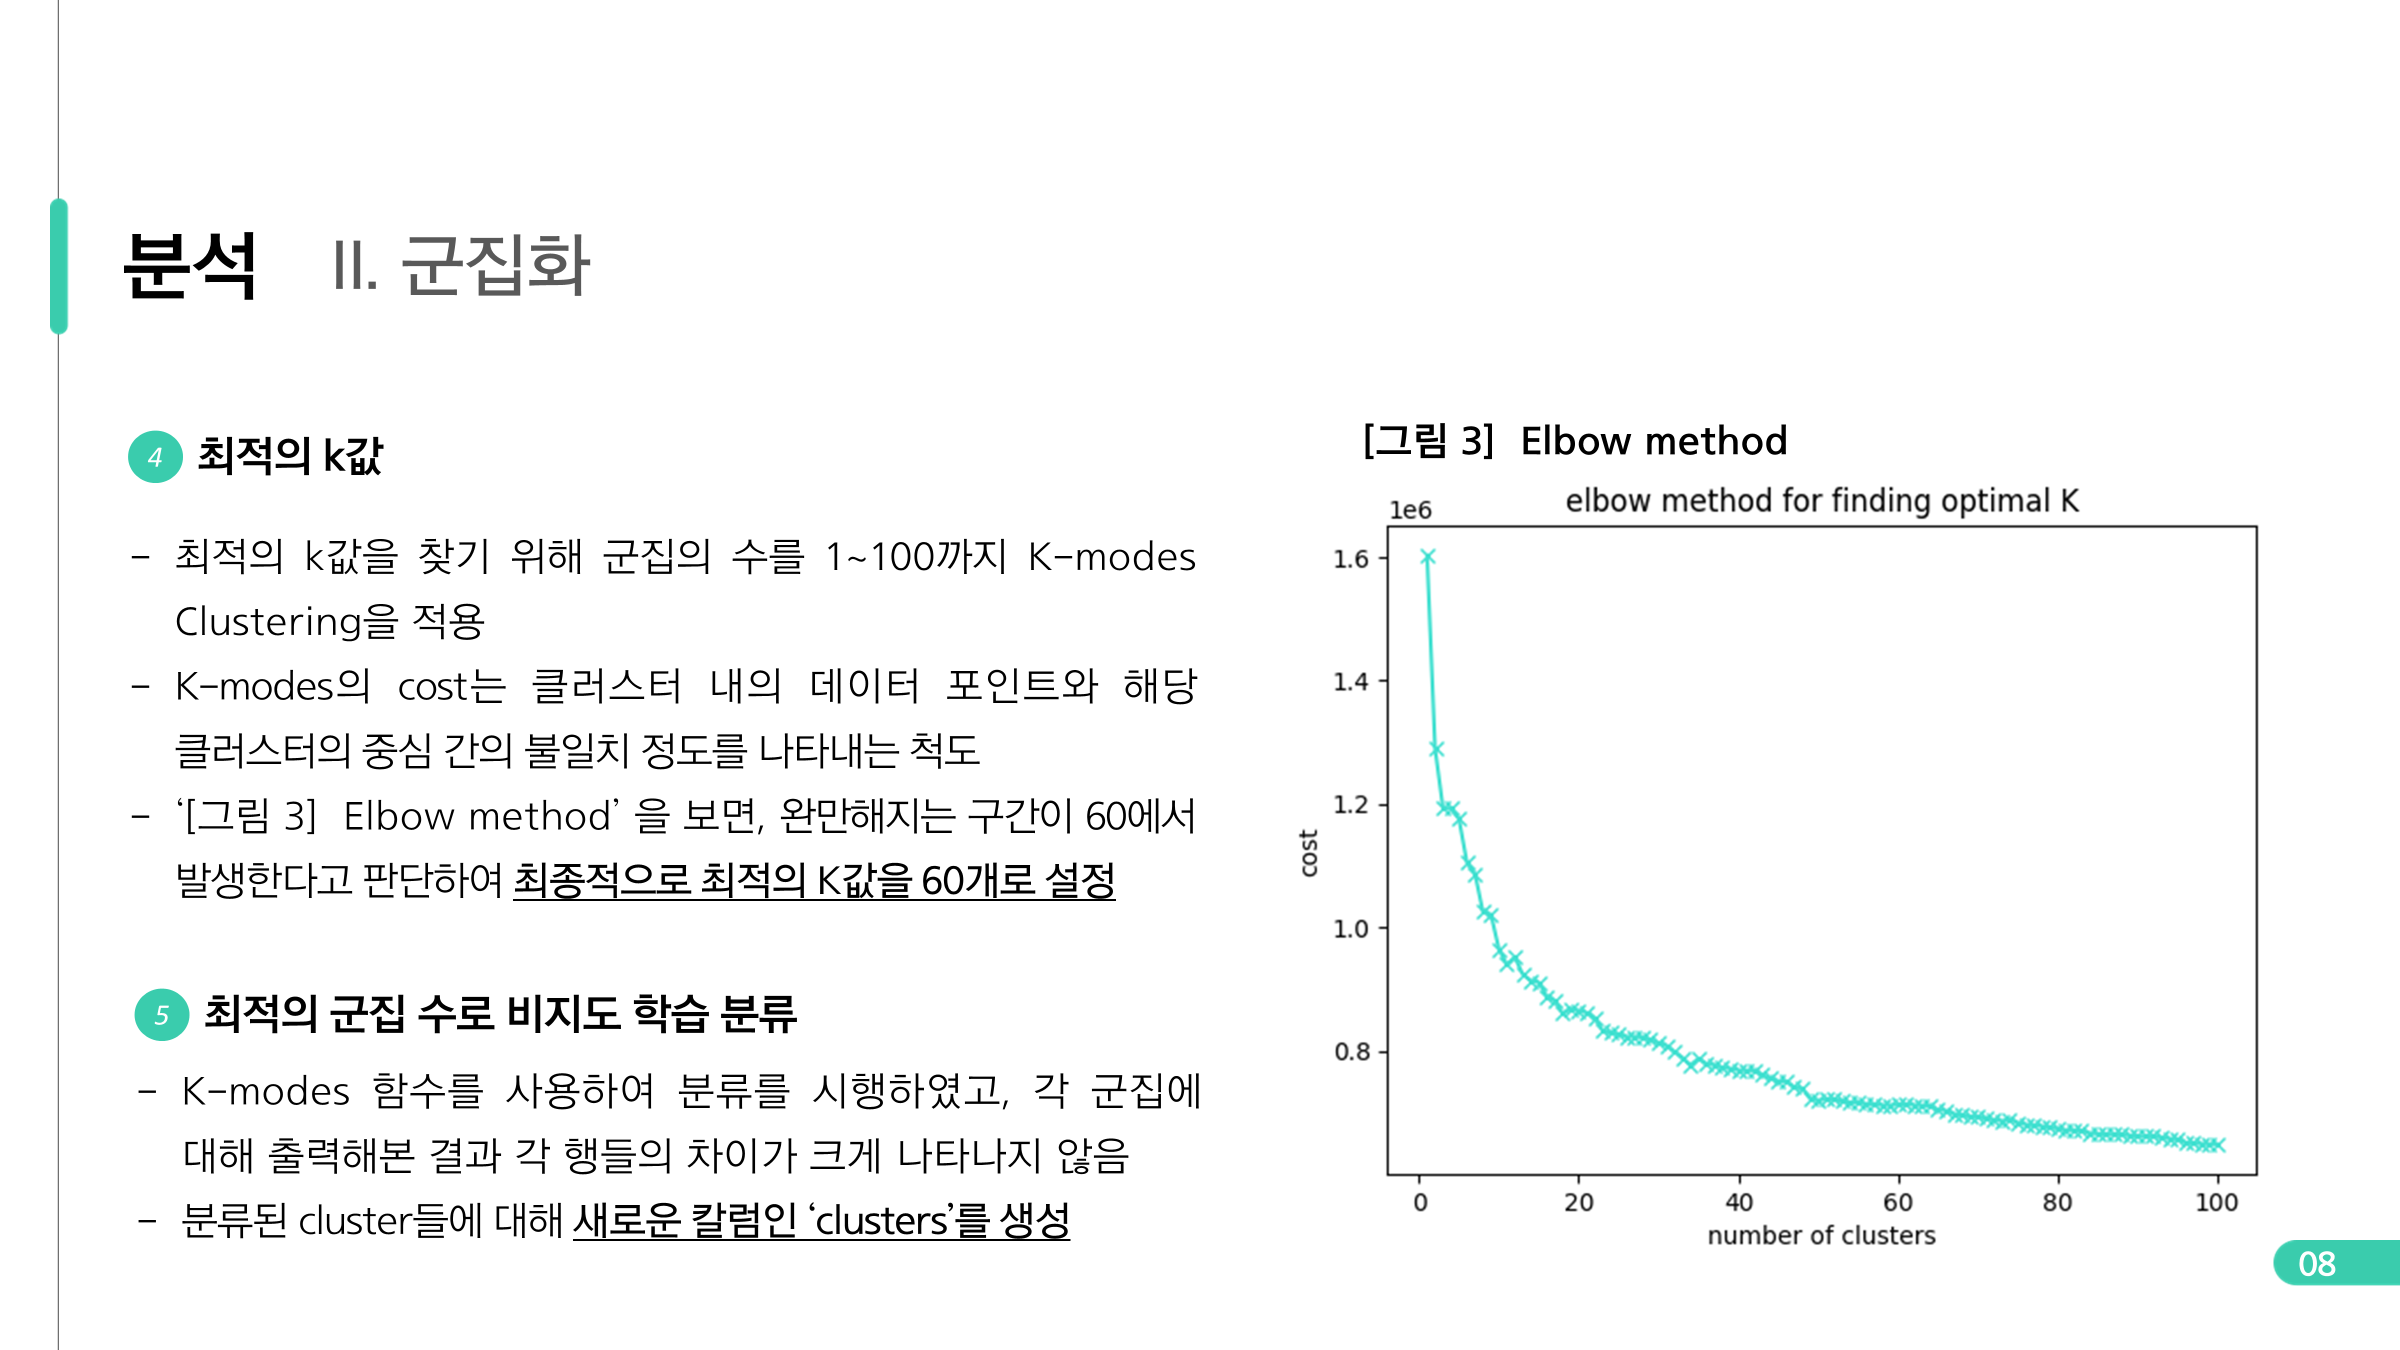 분석 II. 군집화
4 최적의 k값
- 최적의 k값을 찾기 위해 군집의 수를 1~100까지 K-modes
Clustering을 적용
- K-modes의 cost는 클러스터 내의 데이터 포인트와 해당
클러스터의 중심 간의 불일치 정도를 나타내는 척도
- ‘[그림 3] Elbow method’ 을 보면, 완만해지는 구간이 60에서
발생한다고 판단하여 최종적으로 최적의 K값을 60개로 설정
5 최적의 군집 수로 비지도 학습 분류
- K-modes 함수를 사용하여 분류를 시행하였고, 각 군집에
대해 출력해본 결과 각 행들의 차이가 크게 나타나지 않음
- 분류된 cluster들에 대해 새로운 칼럼인 ‘clusters’를 생성
[그림 3] Elbow method
elbow method for finding optimal K
1e6
1.6
1.4
1.2
1.0
0.8
cost
0 20 40 60 80 100
number of clusters
08